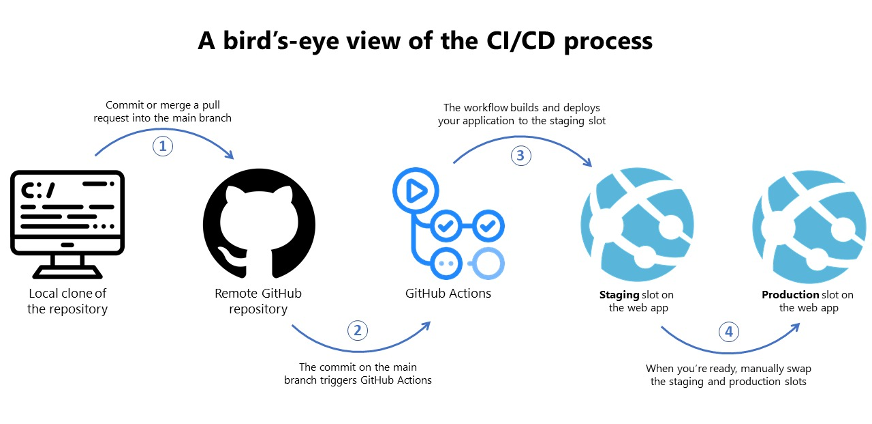 A bird's-eye view of the CI/CD process
Commit or merge a pull
request into the main branch
1
The workflow builds and deploys
your application to the staging slot
3
C:/
Local clone of
the repository
Remote GitHub
repository
GitHub Actions
Staging slot on
the web app
Production slot on
the web app
2
The commit on the main
branch triggers GitHub Actions
4
When you're ready, manually swap
the staging and production slots